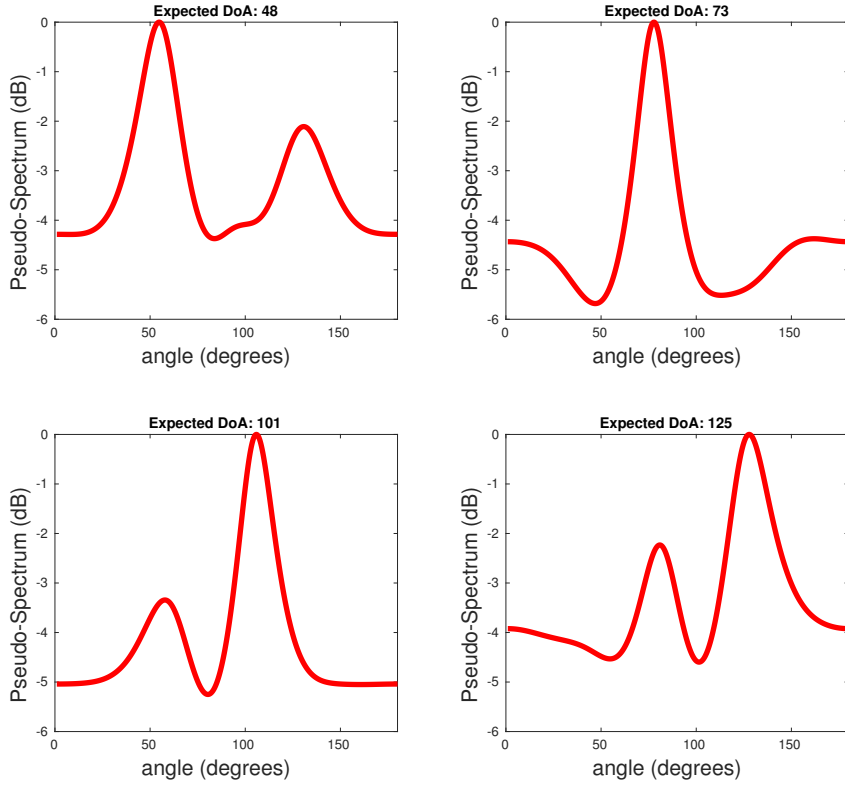 Expected DoA: 48
0
-1
-2
-3
-4
-5
-6
0 50 100 150
Pseudo-Spectrum (dB)
angle (degrees)
Expected DoA: 73
0
-1
-2
-3
-4
-5
-6
0 50 100 150
Pseudo-Spectrum (dB)
angle (degrees)
Expected DoA: 101
0
-1
-2
-3
-4
-5
-6
0 50 100 150
Pseudo-Spectrum (dB)
angle (degrees)
Expected DoA: 125
0
-1
-2
-3
-4
-5
-6
0 50 100 150
Pseudo-Spectrum (dB)
angle (degrees)